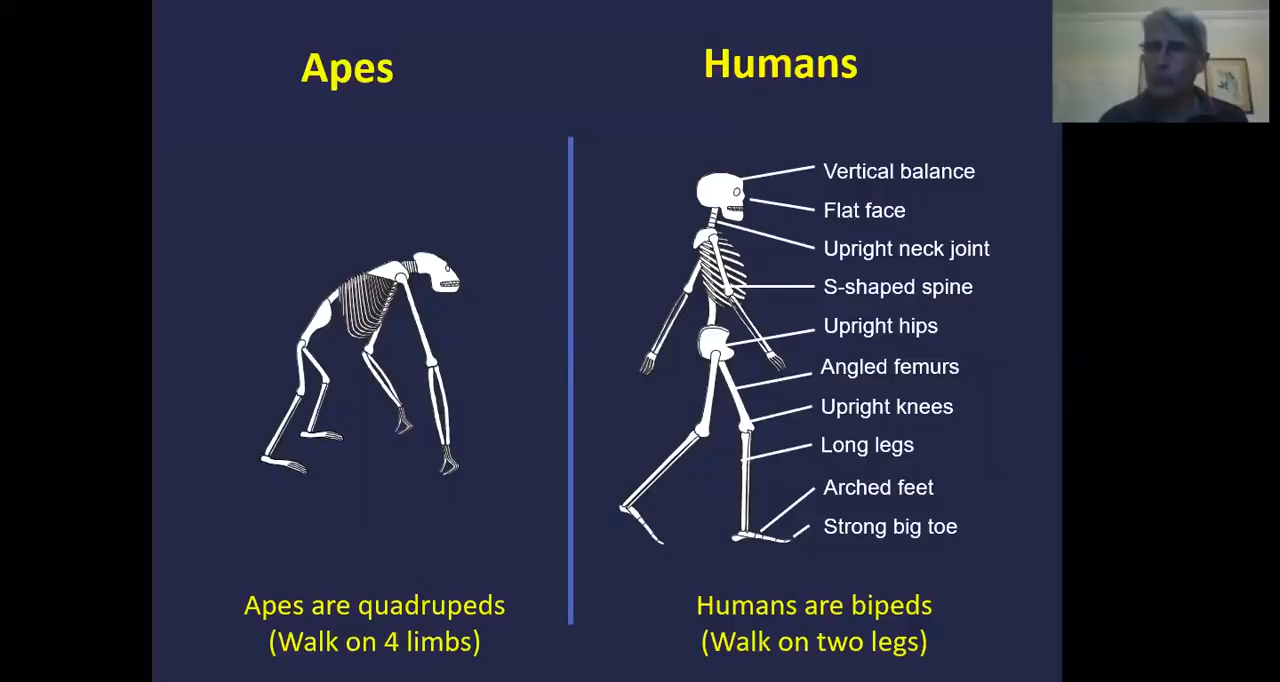 Apes
Humans
Vertical balance
Flat face
Upright neck joint
S-shaped spine
Upright hips
Angled femurs
Upright knees
Long legs
Arched feet
Strong big toe
Apes are quadrupeds
(Walk on 4 limbs)
Humans are bipeds
(Walk on two legs)